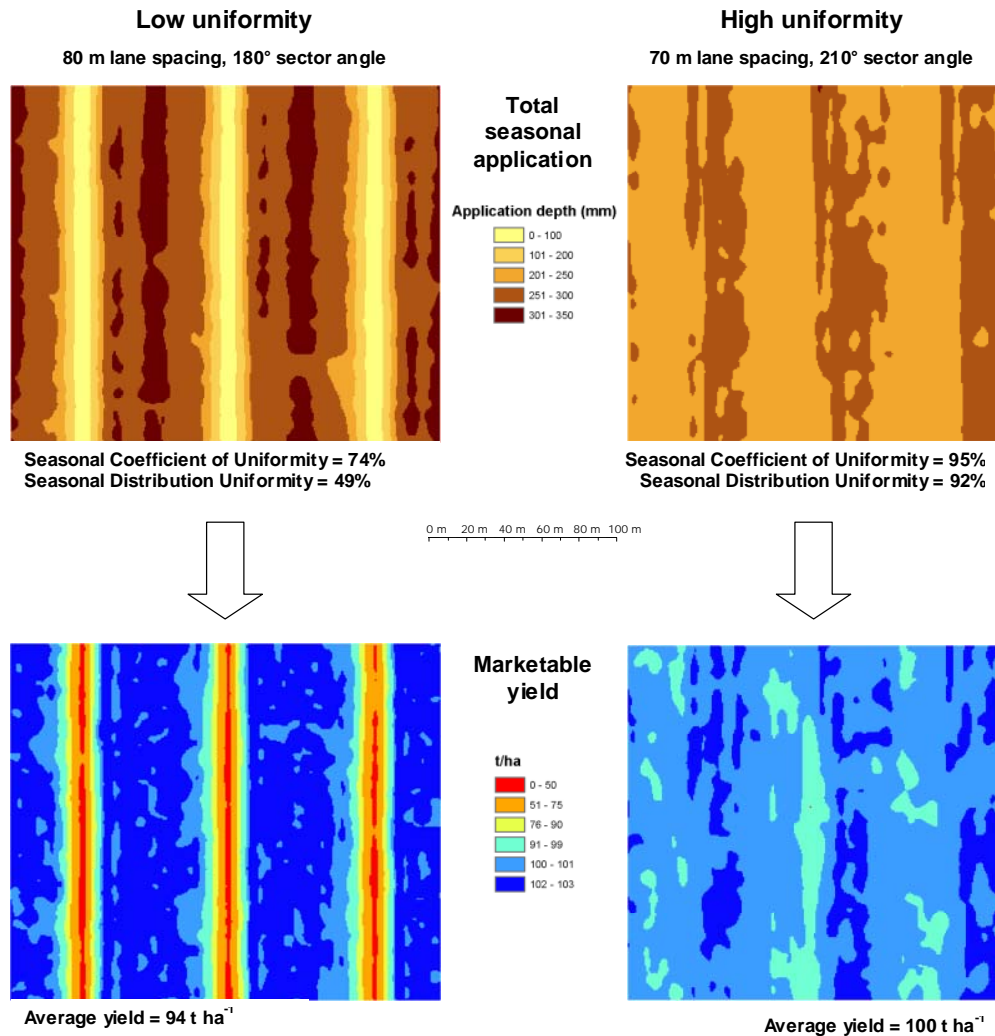 Low uniformity
80 m lane spacing, 180° sector angle
High uniformity
70 m lane spacing, 210° sector angle
Total
seasonal
application
Application depth (mm)
0 - 100
101 - 200
201 - 250
251 - 300
301 - 350
Seasonal Coefficient of Uniformity = 74%
Seasonal Distribution Uniformity = 49%
Seasonal Coefficient of Uniformity = 95%
Seasonal Distribution Uniformity = 92%
0 m 20 m 40 m 60 m 80 m 100 m
Marketable
yield
t/ha
0 - 50
51 - 75
76 - 90
91 - 99
100 - 101
102 - 103
Average yield = 94 t ha⁻¹
Average yield = 100 t ha⁻¹